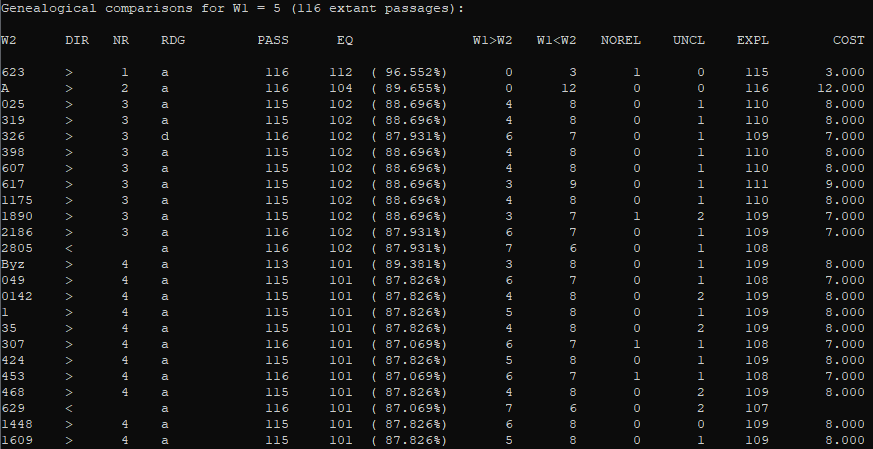 Genealogical comparisons for W1 = 5 (116 extant passages):
W2 DIR NR RDG PASS EQ W1>W2 W1<W2 NOREL UNCL EXPL COST
623 > 1 a 116 112 ( 96.552%) 0 3 1 0 115 3.000
A > 2 a 116 104 ( 89.655%) 0 12 0 0 116 12.000
025 > 3 a 115 102 ( 88.696%) 4 8 0 1 110 8.000
319 > 3 a 115 102 ( 88.696%) 4 8 0 1 110 8.000
326 > 3 d 116 102 ( 87.931%) 6 7 0 1 109 7.000
398 > 3 a 115 102 ( 88.696%) 4 8 0 1 110 8.000
607 > 3 a 115 102 ( 88.696%) 4 8 0 1 110 8.000
617 > 3 a 115 102 ( 88.696%) 3 9 0 1 111 9.000
1175 > 3 a 115 102 ( 88.696%) 4 8 0 1 110 8.000
1890 > 3 a 115 102 ( 88.696%) 3 7 1 2 109 7.000
2186 > 3 a 116 102 ( 87.931%) 6 7 0 1 109 7.000
2805 < a 116 102 ( 87.931%) 7 6 0 1 108
Byz > 4 a 113 101 ( 89.381%) 3 8 0 1 109 8.000
049 > 4 a 115 101 ( 87.826%) 6 7 0 1 108 7.000
0142 > 4 a 115 101 ( 87.826%) 4 8 0 2 109 8.000
1 > 4 a 115 101 ( 87.826%) 5 8 0 1 109 8.000
35 > 4 a 115 101 ( 87.826%) 4 8 0 2 109 8.000
307 > 4 a 116 101 ( 87.069%) 6 7 1 1 108 7.000
424 > 4 a 115 101 ( 87.826%) 5 8 0 1 109 8.000
453 > 4 a 116 101 ( 87.069%) 6 7 1 1 108 7.000
468 > 4 a 115 101 ( 87.826%) 4 8 0 2 109 8.000
629 < a 116 101 ( 87.069%) 7 6 0 2 107
1448 > 4 a 115 101 ( 87.826%) 6 8 0 0 109 8.000
1609 > 4 a 115 101 ( 87.826%) 5 8 0 1 109 8.000